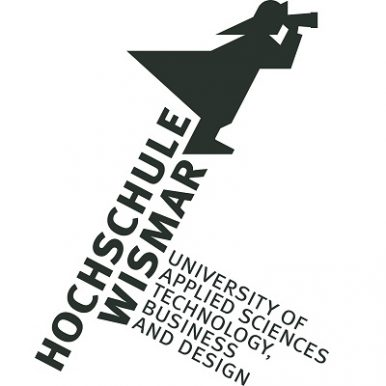 HOCHSCHULE
WISMAR
UNIVERSITY OF
APPLIED SCIENCES
TECHNOLOGY,
BUSINESS
AND DESIGN